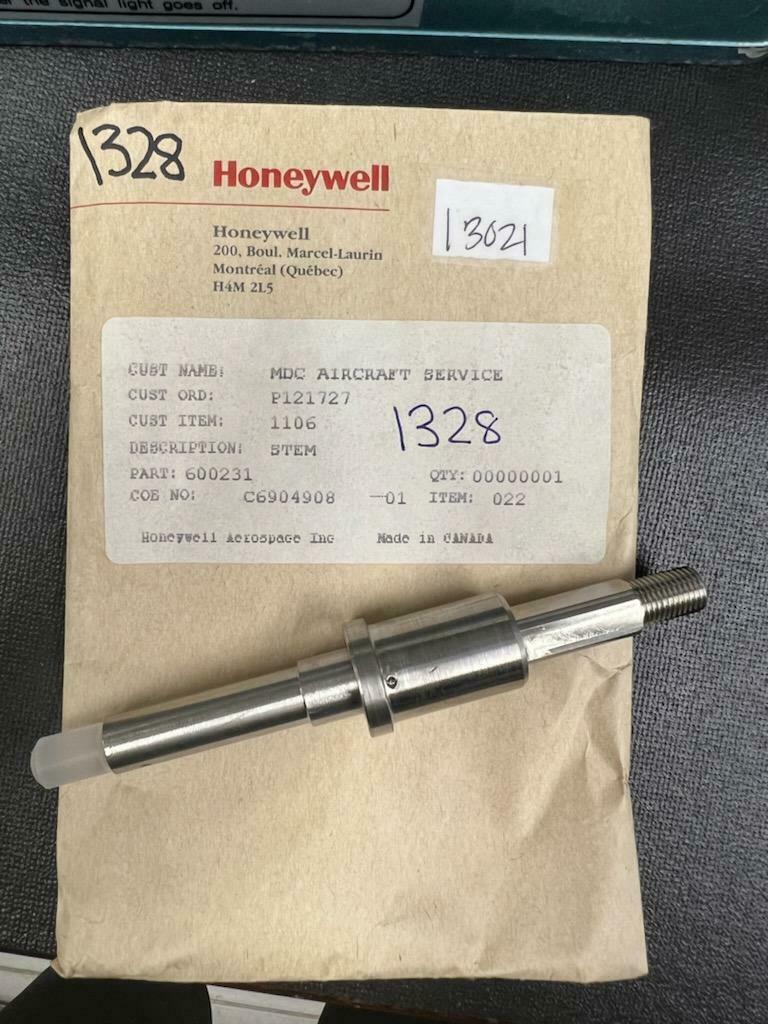 the signal light goes off.
1328
Honeywell
13021
Honeywell
200, Boul. Marcel-Laurin
Montréal (Québec)
H4M 2L5
CUST NAME: MDC AIRCRAFT SERVICE
CUST ORD: P121727
CUST ITEM: 1106
1328
DESCRIPTION: STEM
PART: 600231 QTY: 00000001
COE NO: C6904908 -01 ITEM: 022
Honeywell Aerospace Inc Made in CANADA